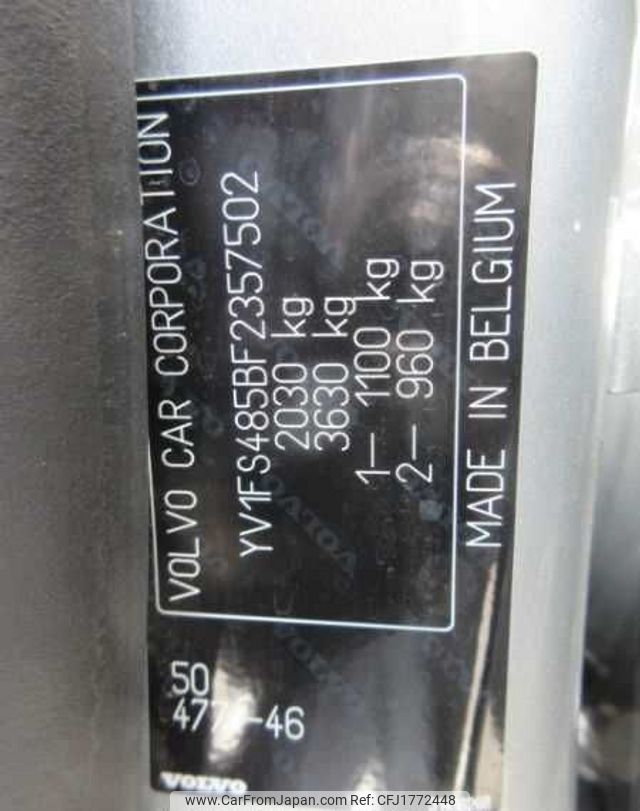 VOLVO CAR CORPORATION
YV1FS485BF2357502
2030 kg
3630 kg
1— 1100 kg
2— 960 kg
MADE IN BELGIUM
50
VOLVO
www.CarFromJapan.com Ref: CFJ1772448